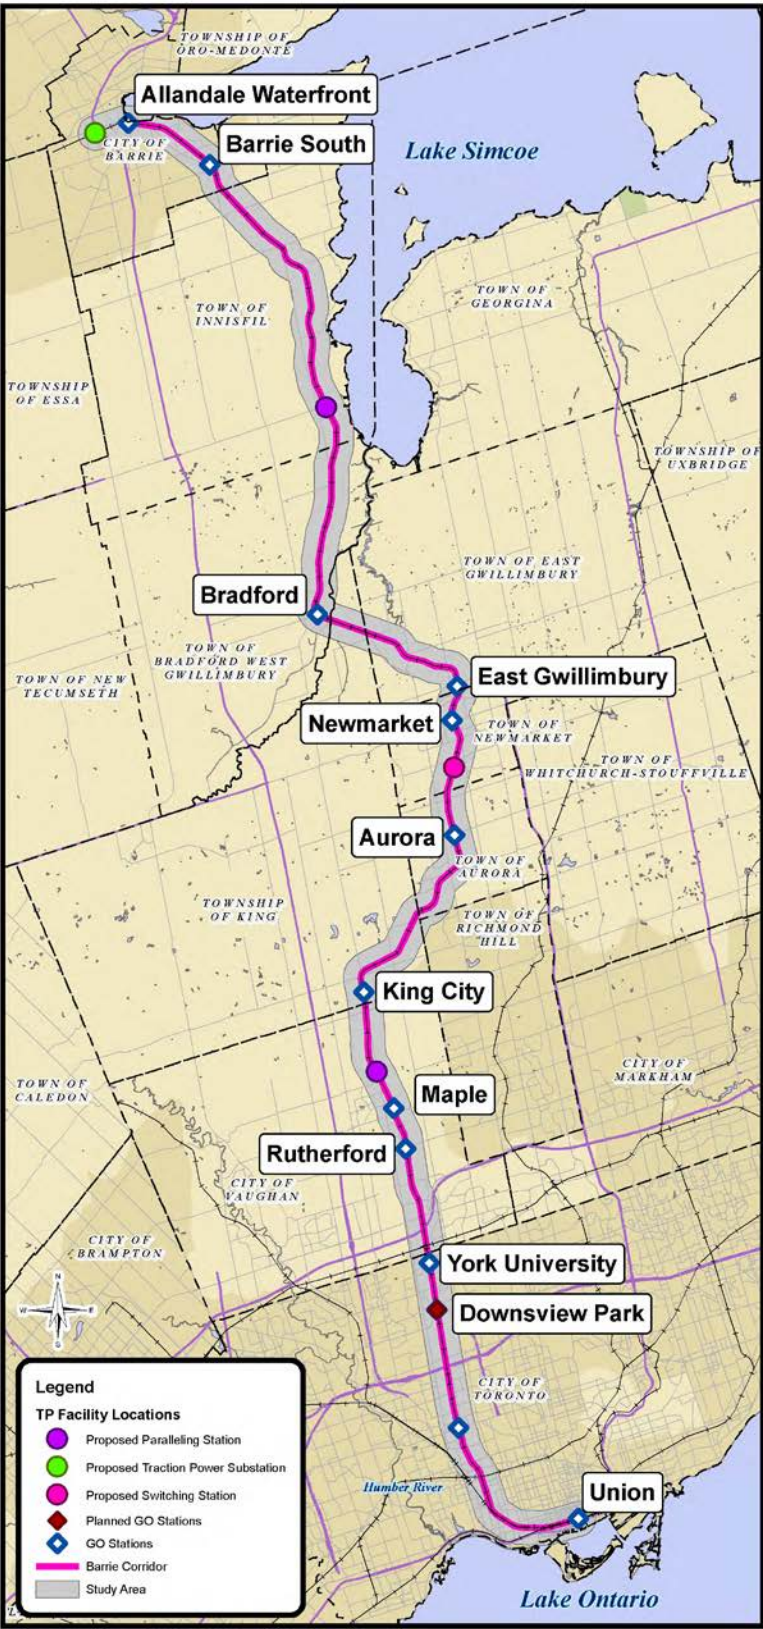 TOWNSHIP OF
ORO-MEDONTE
Allandale Waterfront
CITY OF
BARRIE
Barrie South
Lake Simcoe
TOWN OF
GEORGINA
TOWN OF
INNISFIL
TOWNSHIP
OF ESSA
TOWNSHIP OF
UXBRIDGE
TOWN OF EAST
GWILLIMBURY
Bradford
TOWN OF
BRADFORD WEST
GWILLIMBURY
TOWN OF NEW
TECUMSETH
East Gwillimbury
Newmarket
TOWN OF
NEWMARKET
TOWN OF
WHITCHURCH-STOUFFVILLE
Aurora
TOWN OF
AURORA
TOWNSHIP
OF KING
TOWN OF
RICHMOND
HILL
King City
CITY OF
MARKHAM
TOWN OF
CALEDON
Maple
Rutherford
CITY OF
VAUGHAN
CITY OF
BRAMPTON
York University
N
W
E
S
Downsview Park
CITY OF
TORONTO
Humber River
Union
Lake Ontario
Legend
TP Facility Locations
Proposed Paralleling Station
Proposed Traction Power Substation
Proposed Switching Station
Planned GO Stations
GO Stations
Barrie Corridor
Study Area